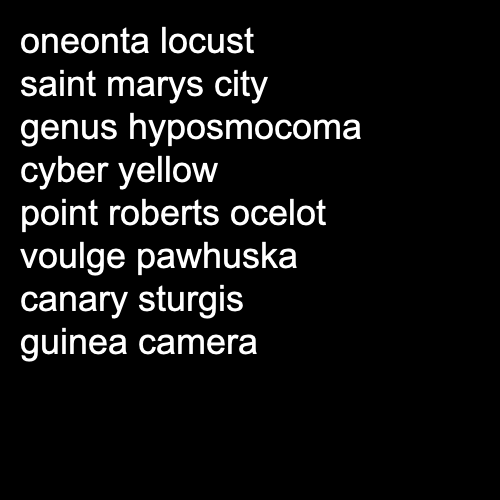 oneonta locust
saint marys city
genus hyposmocoma
cyber yellow
point roberts ocelot
voulge pawhuska
canary sturgis
guinea camera